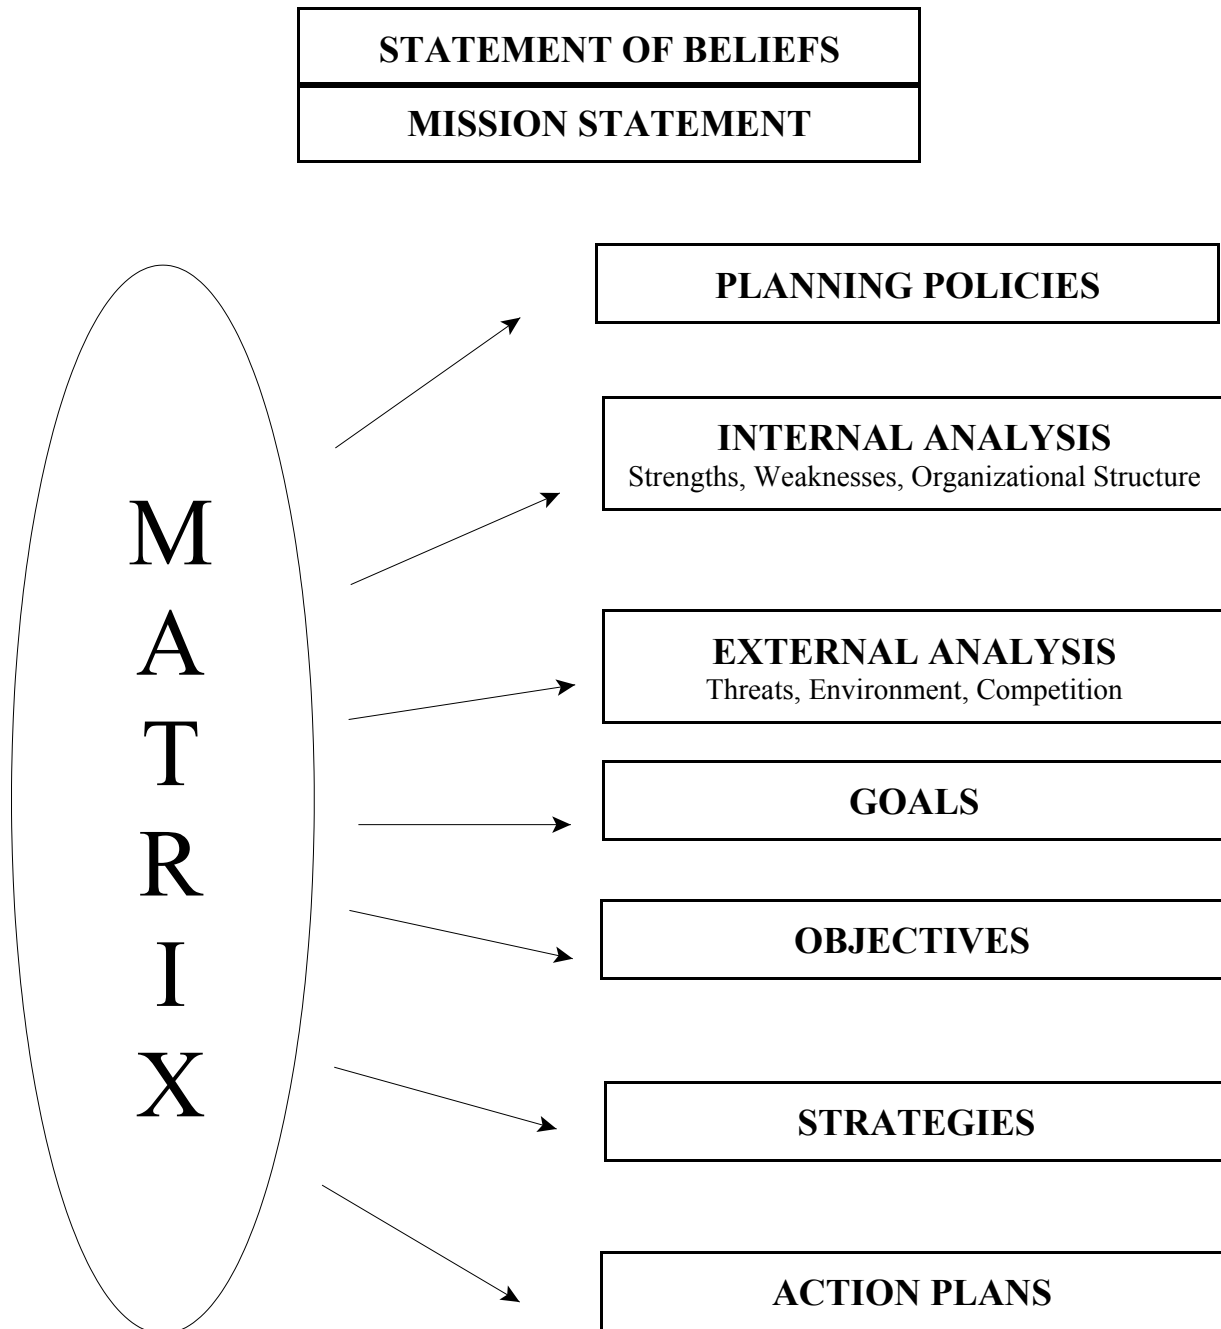 STATEMENT OF BELIEFS
MISSION STATEMENT
PLANNING POLICIES
INTERNAL ANALYSIS
Strengths, Weaknesses, Organizational Structure
EXTERNAL ANALYSIS
Threats, Environment, Competition
GOALS
OBJECTIVES
STRATEGIES
ACTION PLANS
M
A
T
R
I
X